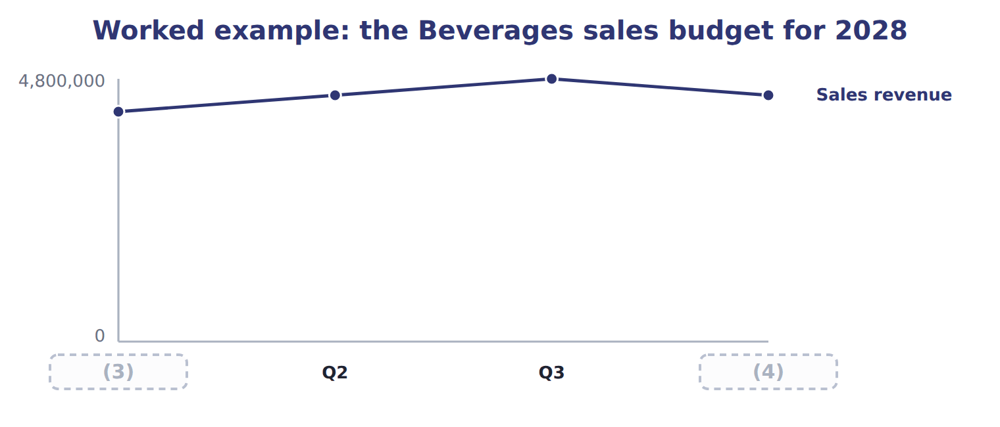 Worked example: the Beverages sales budget for 2028
4,800,000
Sales revenue
0
(3)
Q2
Q3
(4)